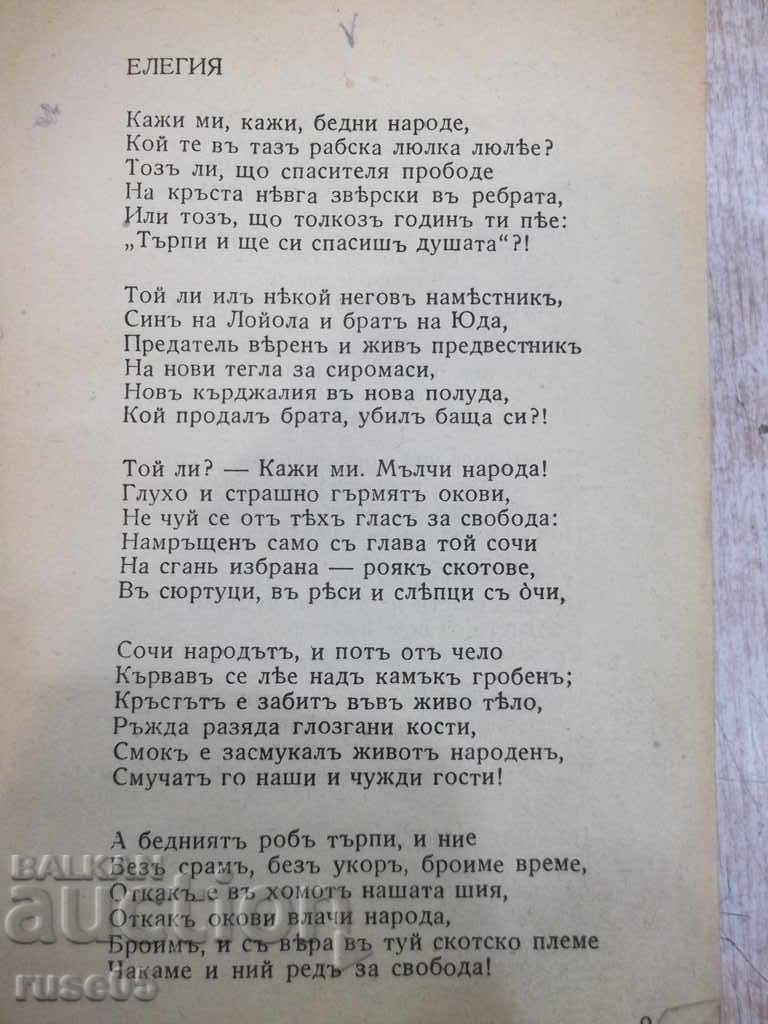 ЕЛЕГИЯ

Кажи ми, кажи, бедни народе,
Кой те въ тазъ рабска люлка люлѣе?
Тозъ ли, що спасителя прободе
На кръста нѣвга звѣрски въ ребрата,
Или тозъ, що толкозъ годинъ ти пѣе:
„Търпи и ще си спасишъ душата“?!

Той ли илъ нѣкой неговъ намѣстникъ,
Синъ на Лойола и братъ на Юда,
Предатель вѣренъ и живъ предвестникъ
На нови тегла за сиромаси,
Новъ кърджалия въ нова полуда,
Кой продалъ брата, убилъ баща си?!

Той ли? — Кажи ми. Мълчи народа!
Глухо и страшно гърмятъ окови,
Не чуй се отъ тѣхъ гласъ за свобода:
Намръщенъ само съ глава той сочи
На сгань избрана — роякъ скотове,
Въ сюртуци, въ рѣси и слѣпци съ о̀чи,

Сочи народътъ, и потъ отъ чело
Кървавъ се лѣе надъ камъкъ гробенъ;
Кръстътъ е забитъ във̀ живо тѣло,
Ръжда разяда глозгани кости,
Смокъ е засмукалъ животъ народенъ,
Смучатъ го наши и чужди гости!

А бедниятъ робъ търпи, и ние
Безъ срамъ, безъ укоръ, броиме време,
Откакъ е въ хомотъ нашата шия,
Откакъ окови влачи народа,
Броимъ, и съ вѣра въ туй скотско племе
Чакаме и ний редъ за свобода!
BALKAN
auction
ruse05